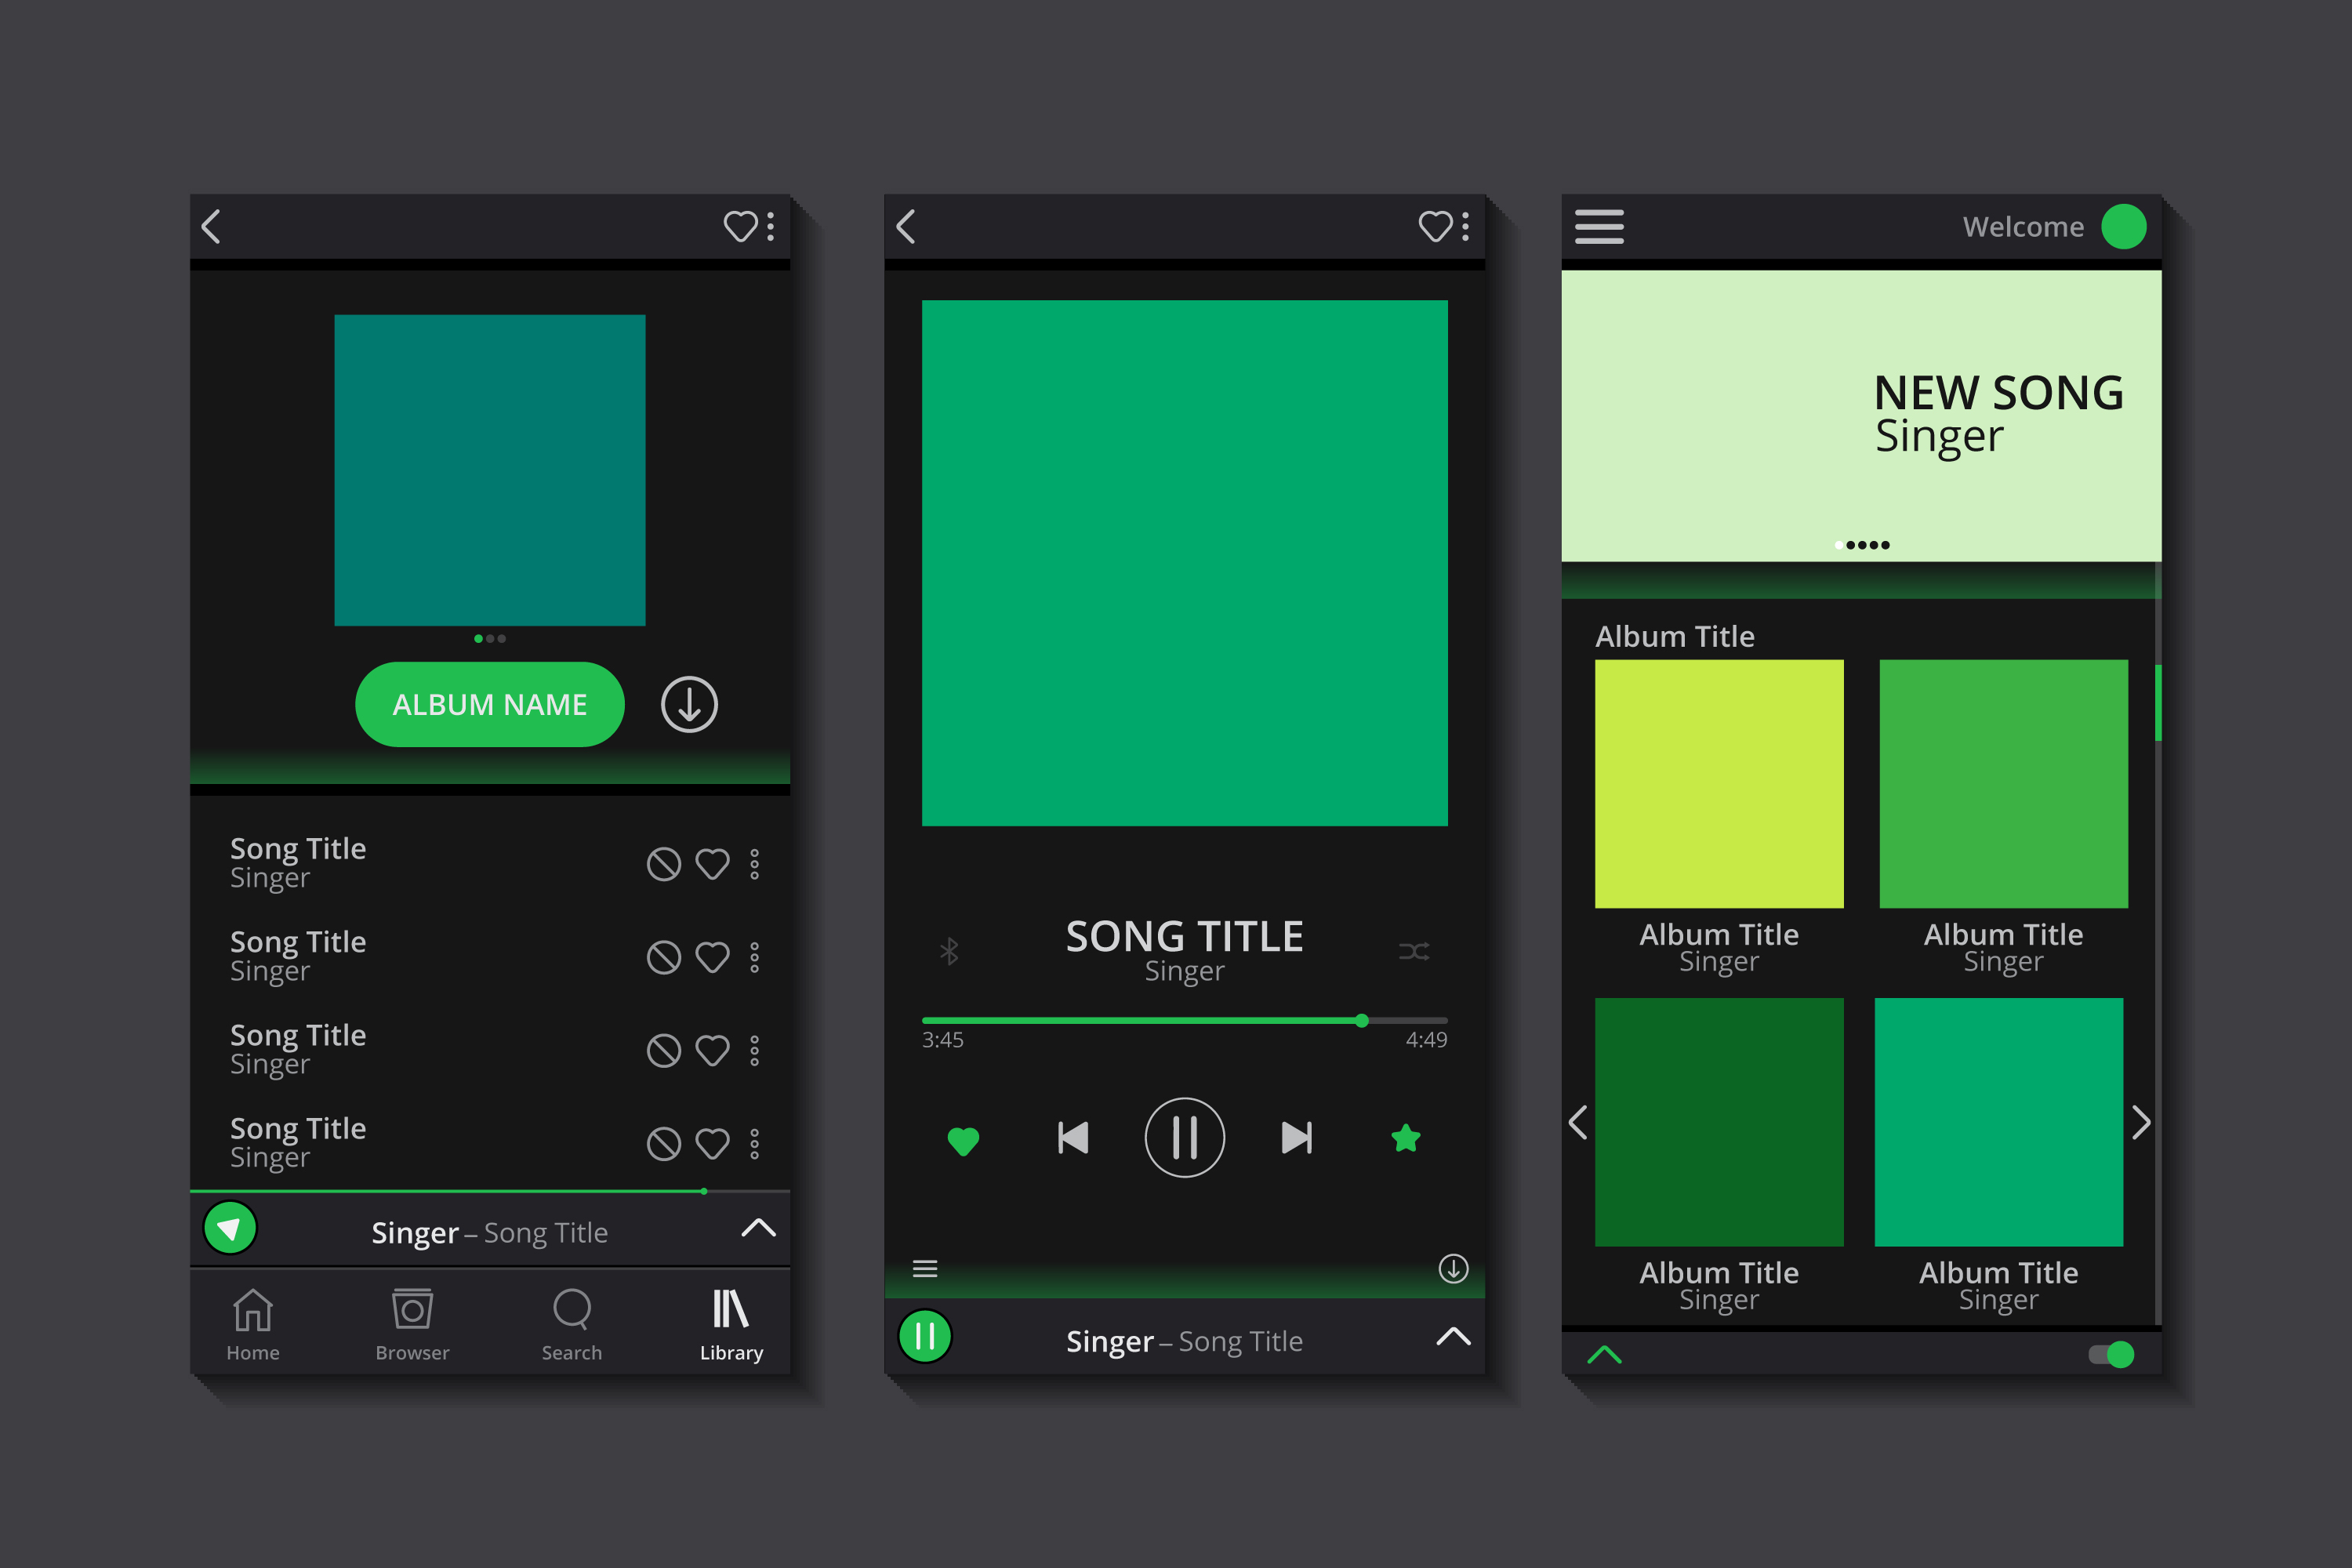 ALBUM NAME
Song Title
Singer
Song Title
Singer
Song Title
Singer
Song Title
Singer
Singer – Song Title
Home
Browser
Search
Library
SONG TITLE
Singer
3:45
4:49
Singer – Song Title
Welcome
NEW SONG
Singer
Album Title
Album Title
Singer
Album Title
Singer
Album Title
Singer
Album Title
Singer